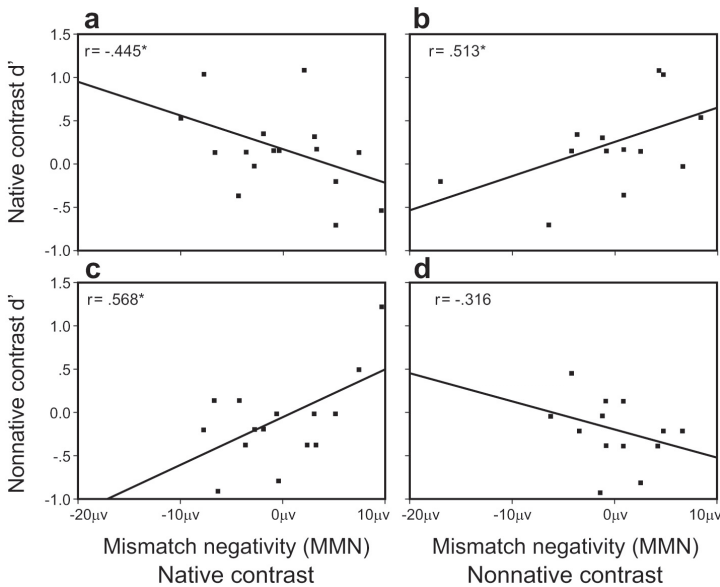 a
b
r= -.445*
r= .513*
Native contrast d'
1.5
1.0
.5
0.0
-.5
-1.0
c
d
r= .568*
r= -.316
Nonnative contrast d'
1.5
1.0
.5
0.0
-.5
-1.0
-20μv -10μv 0μv 10μv
-20μv -10μv 0μv 10μv
Mismatch negativity (MMN)
Native contrast
Mismatch negativity (MMN)
Nonnative contrast